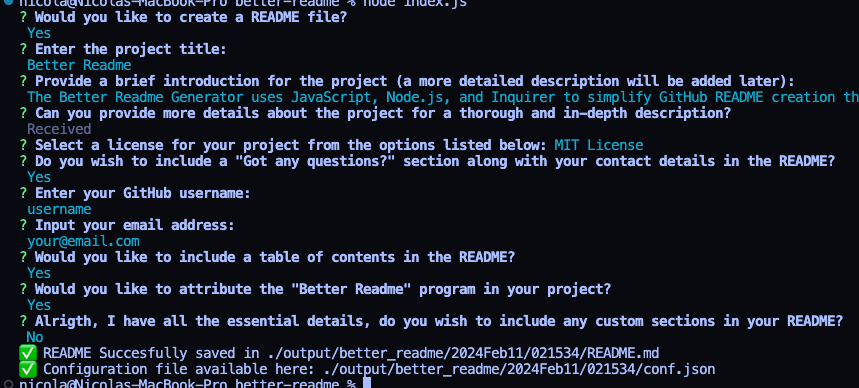 nicola@Nicolas-MacBook-Pro better-readme % node index.js
? Would you like to create a README file?
Yes
? Enter the project title:
Better Readme
? Provide a brief introduction for the project (a more detailed description will be added later):
The Better Readme Generator uses JavaScript, Node.js, and Inquirer to simplify GitHub README creation th
? Can you provide more details about the project for a thorough and in-depth description?
Received
? Select a license for your project from the options listed below: MIT License
? Do you wish to include a "Got any questions?" section along with your contact details in the README?
Yes
? Enter your GitHub username:
username
? Input your email address:
your@email.com
? Would you like to include a table of contents in the README?
Yes
? Would you like to attribute the "Better Readme" program in your project?
Yes
? Alrigth, I have all the essential details, do you wish to include any custom sections in your README?
No
✅ README Succesfully saved in ./output/better_readme/2024Feb11/021534/README.md
✅ Configuration file available here: ./output/better_readme/2024Feb11/021534/conf.json
nicola@Nicolas-MacBook-Pro better-readme %